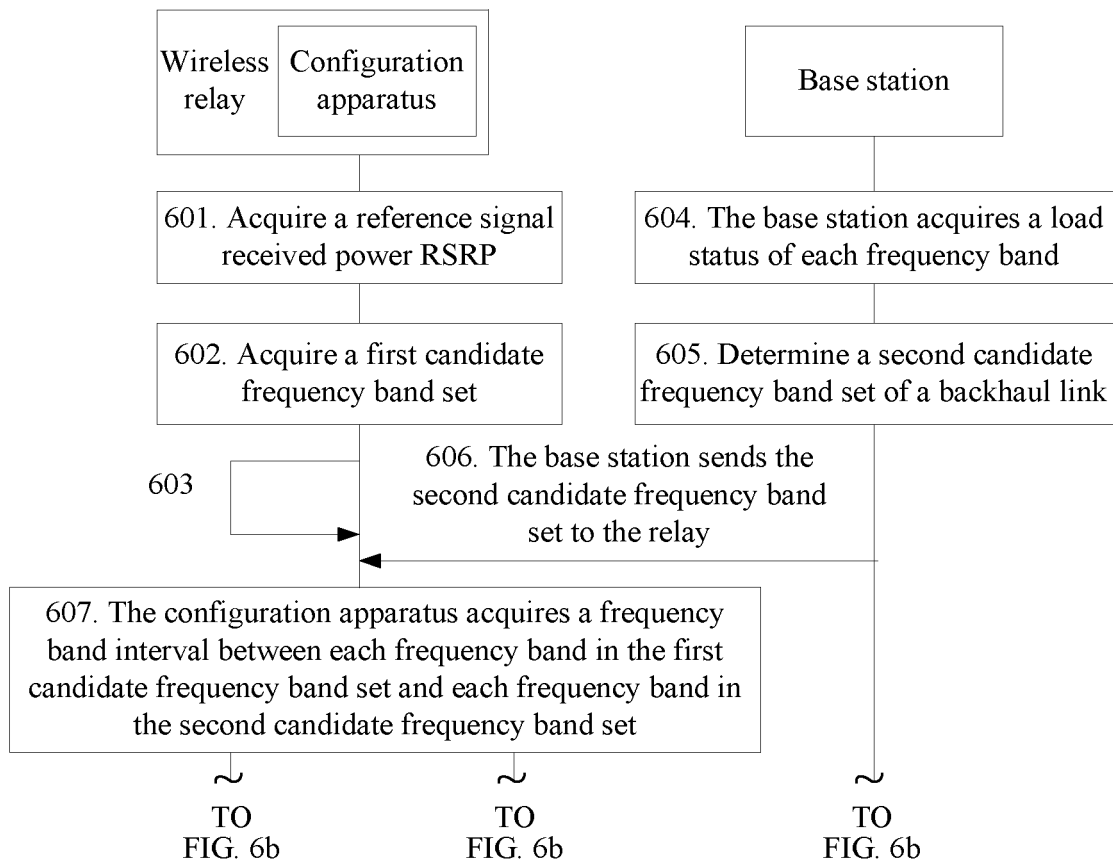 Wireless
relay
Configuration
apparatus
Base station
601. Acquire a reference signal
received power RSRP
604. The base station acquires a load
status of each frequency band
602. Acquire a first candidate
frequency band set
605. Determine a second candidate
frequency band set of a backhaul link
603
606. The base station sends the
second candidate frequency band
set to the relay
607. The configuration apparatus acquires a frequency
band interval between each frequency band in the first
candidate frequency band set and each frequency band in
the second candidate frequency band set
TO
FIG. 6b
TO
FIG. 6b
TO
FIG. 6b